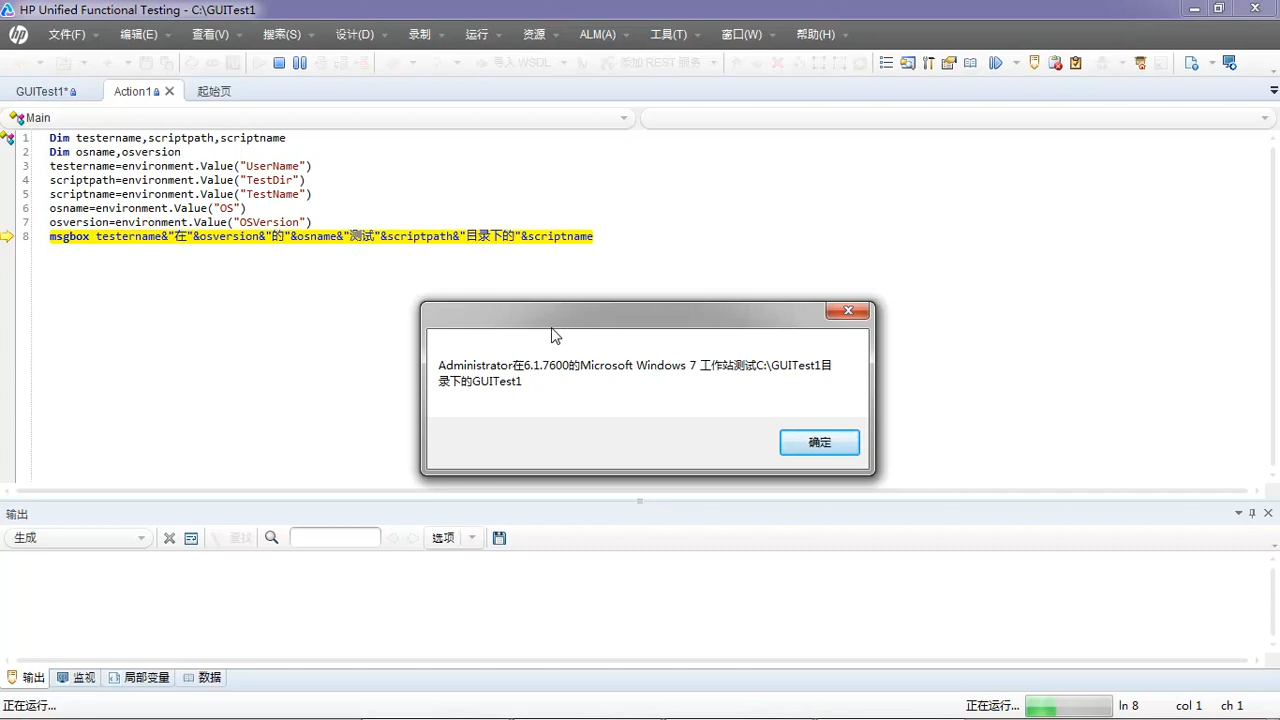 HP Unified Functional Testing - C:\GUITest1
hp 文件(F) 编辑(E) 查看(V) 搜索(S) 设计(D) 录制 运行 资源 ALM(A) 工具(T) 窗口(W) 帮助(H)
导入 WSDL 添加 REST 服务
GUITest1* Action1 起始页
Main
1 Dim testername,scriptpath,scriptname
2 Dim osname,osversion
3 testername=environment.Value("UserName")
4 scriptpath=environment.Value("TestDir")
5 scriptname=environment.Value("TestName")
6 osname=environment.Value("OS")
7 osversion=environment.Value("OSVersion")
8 msgbox testername&"在"&osversion&"的"&osname&"测试"&scriptpath&"目录下的"&scriptname
Administrator在6.1.7600的Microsoft Windows 7 工作站测试C:\GUITest1目
录下的GUITest1
确定
输出
生成 查找 选项
输出 监视 局部变量 数据
正在运行... 正在运行... ln 8 col 1 ch 1